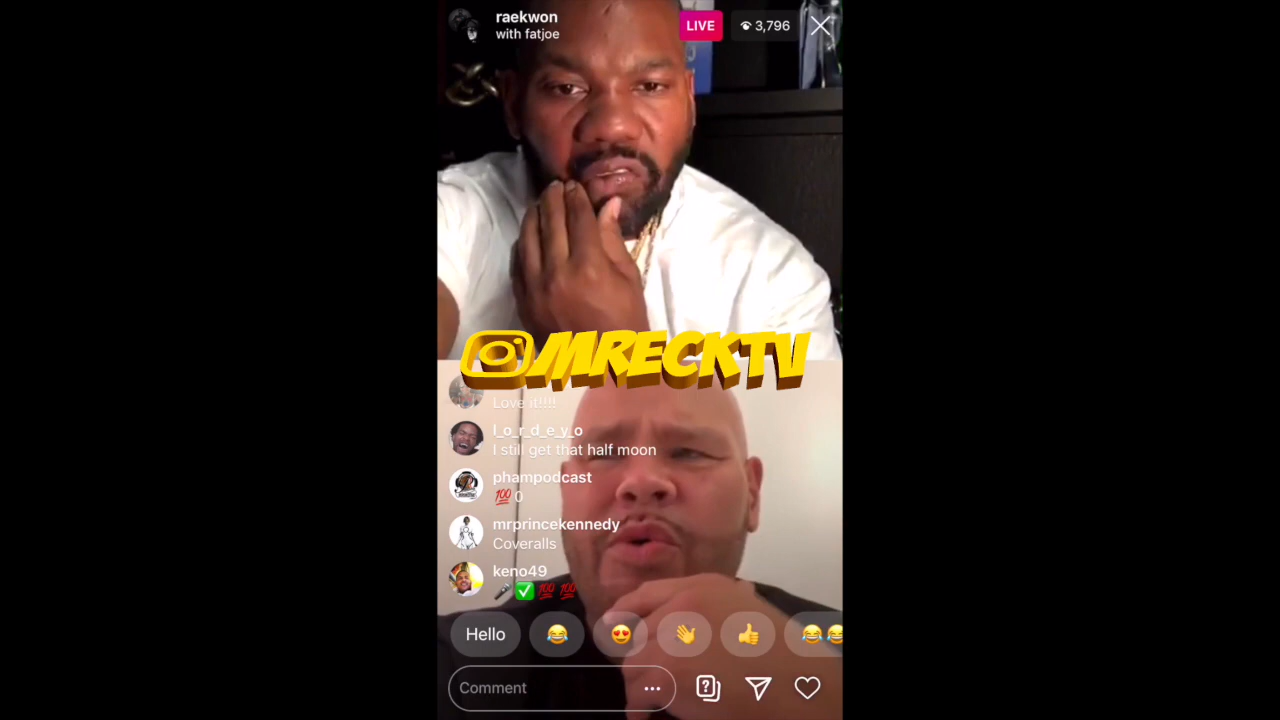 raekwon
with fatjoe
LIVE
3,796
MRECKTV
Love it!!!!
l_o_r_d_e_y_o
I still get that half moon
phampodcast
💯 0
mrprincekennedy
Coveralls
keno49
🎤✅💯💯
Hello 😂 😍 👋 👍 😂😂
Comment